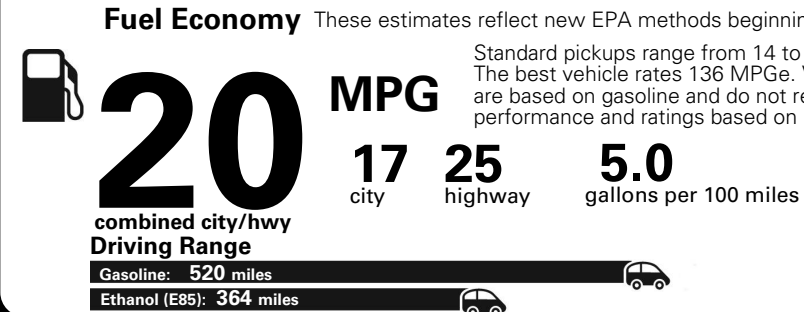 Fuel Economy These estimates reflect new EPA methods beginnin
Standard pickups range from 14 to
The best vehicle rates 136 MPGe. V
are based on gasoline and do not re
performance and ratings based on
20 MPG
combined city/hwy
17 city
25 highway
5.0 gallons per 100 miles
Driving Range
Gasoline: 520 miles
Ethanol (E85): 364 miles